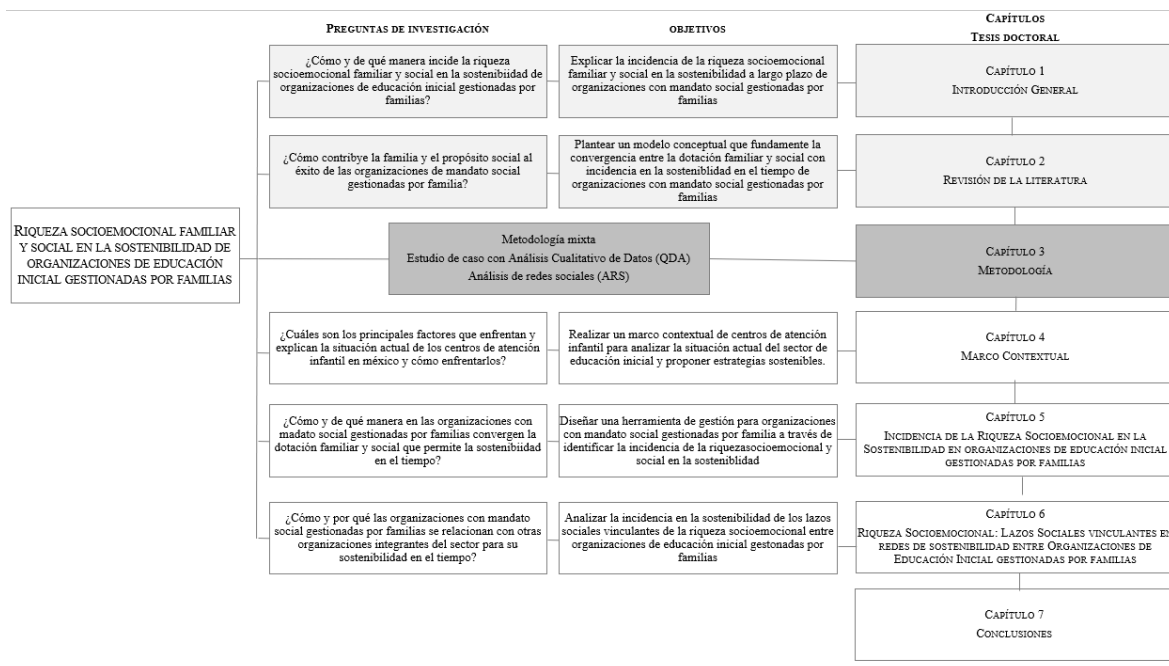 PREGUNTAS DE INVESTIGACIÓN
OBJETIVOS
CAPÍTULOS
TESIS DOCTORAL
RIQUEZA SOCIOEMOCIONAL FAMILIAR
Y SOCIAL EN LA SOSTENIBILIDAD DE
ORGANIZACIONES DE EDUCACIÓN
INICIAL GESTIONADAS POR FAMILIAS
¿Cómo y de qué manera incide la riqueza
socioemocional familiar y social en la sostenibiidad de
organizaciones de educación inicial gestionadas por
familias?
Explicar la incidencia de la riqueza socioemocional
familiar y social en la sostenibilidad a largo plazo de
organizaciones con mandato social gestionadas por
familias
CAPÍTULO 1
INTRODUCCIÓN GENERAL
¿Cómo contribye la familia y el propósito social al
éxito de las organizaciones de mandato social
gestionadas por familia?
Plantear un modelo conceptual que fundamente la
convergencia entre la dotación familiar y social con
incidencia en la sosteniblidad en el tiempo de
organizaciones con mandato social gestionadas por
familias
CAPÍTULO 2
REVISIÓN DE LA LITERATURA
Metodología mixta
Estudio de caso con Análisis Cualitativo de Datos (QDA)
Análisis de redes sociales (ARS)
CAPÍTULO 3
METODOLOGÍA
¿Cuáles son los principales factores que enfrentan y
explican la situación actual de los centros de atención
infantil en méxico y cómo enfrentarlos?
Realizar un marco contextual de centros de atención
infantil para analizar la situación actual del sector de
educación inicial y proponer estrategias sostenibles.
CAPÍTULO 4
MARCO CONTEXTUAL
¿Cómo y de qué manera en las organizaciones con
madato social gestionadas por familias convergen la
dotación familiar y social que permite la sostenibiidad
en el tiempo?
Diseñar una herramienta de gestión para organizaciones
con mandato social gestionadas por familia a través de
identificar la incidencia de la riquezasocioemocional y
social en la sosteniblidad
CAPÍTULO 5
INCIDENCIA DE LA RIQUEZA SOCIOEMOCIONAL EN LA
SOSTENIBILIDAD EN ORGANIZACIONES DE EDUCACIÓN INICIAL
GESTIONADAS POR FAMILIAS
¿Cómo y por qué las organizaciones con mandato
social gestionadas por familias se relacionan con otras
organizaciones integrantes del sector para su
sostenibilidad en el tiempo?
Analizar la incidencia en la sostenibilidad de los lazos
sociales vinculantes de la riqueza socioemocional entre
organizaciones de educación inicial gestonadas por
familias
CAPÍTULO 6
RIQUEZA SOCIOEMOCIONAL: LAZOS SOCIALES VINCULANTES EN
REDES DE SOSTENIBILIDAD ENTRE ORGANIZACIONES DE
EDUCACIÓN INICIAL GESTIONADAS POR FAMILIAS
CAPÍTULO 7
CONCLUSIONES